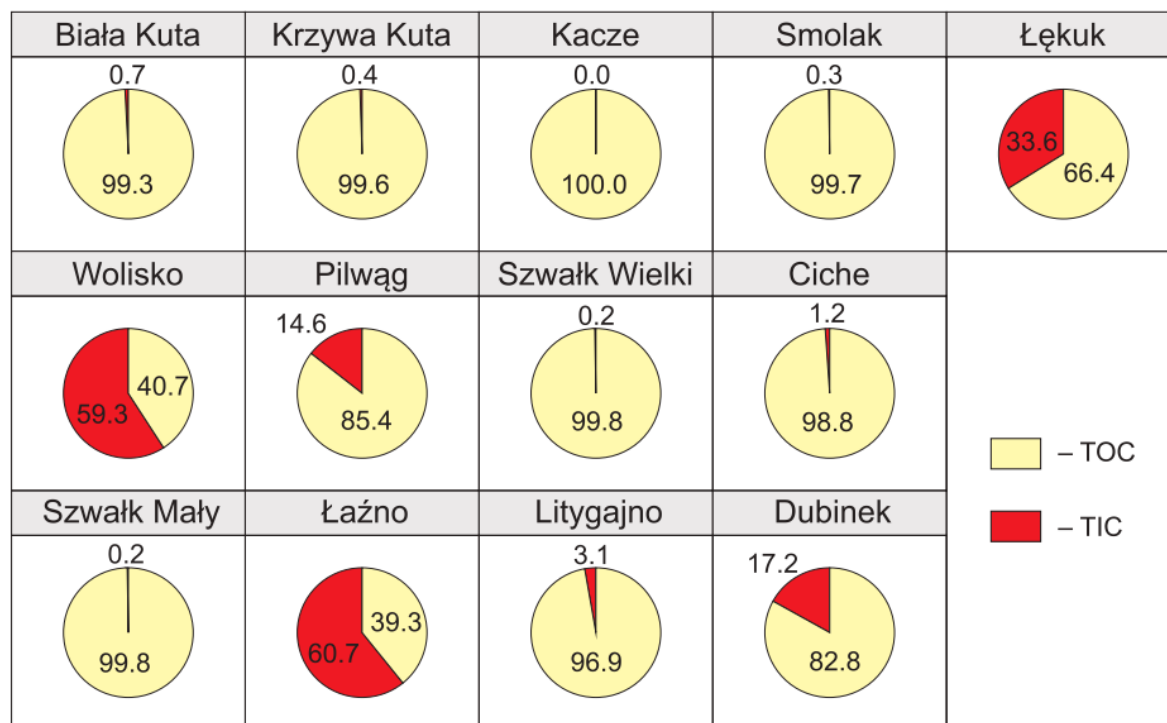 Biała Kuta Krzywa Kuta Kacze Smolak Łękuk
0.7 0.4 0.0 0.3
33.6
66.4
99.3 99.6 100.0 99.7
Wolisko Pilwąg Szwałk Wielki Ciche
14.6 0.2 1.2
40.7
59.3 85.4 99.8 98.8
– TOC
Szwałk Mały Łaźno Litygajno Dubinek
– TIC
0.2 3.1 17.2
39.3
99.8 60.7 96.9 82.8